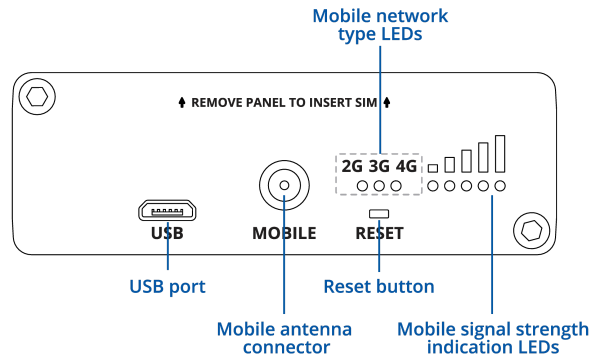 Mobile network
type LEDs
REMOVE PANEL TO INSERT SIM
2G 3G 4G
USB
MOBILE
RESET
USB port
Reset button
Mobile antenna
connector
Mobile signal strength
indication LEDs